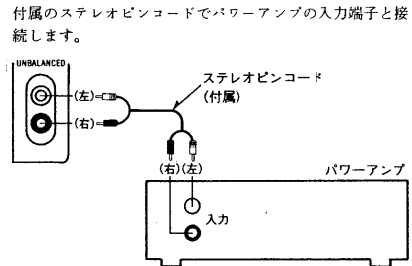 付属のステレオピンコードでパワーアンプの入力端子と接
続します。
UNBALANCED
ステレオピンコード
(付属)
(左)
(右)
(右)(左)
パワーアンプ
入力